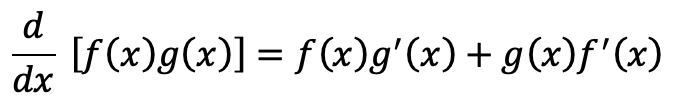 d/dx [f(x)g(x)] = f(x)g′(x) + g(x)f′(x)